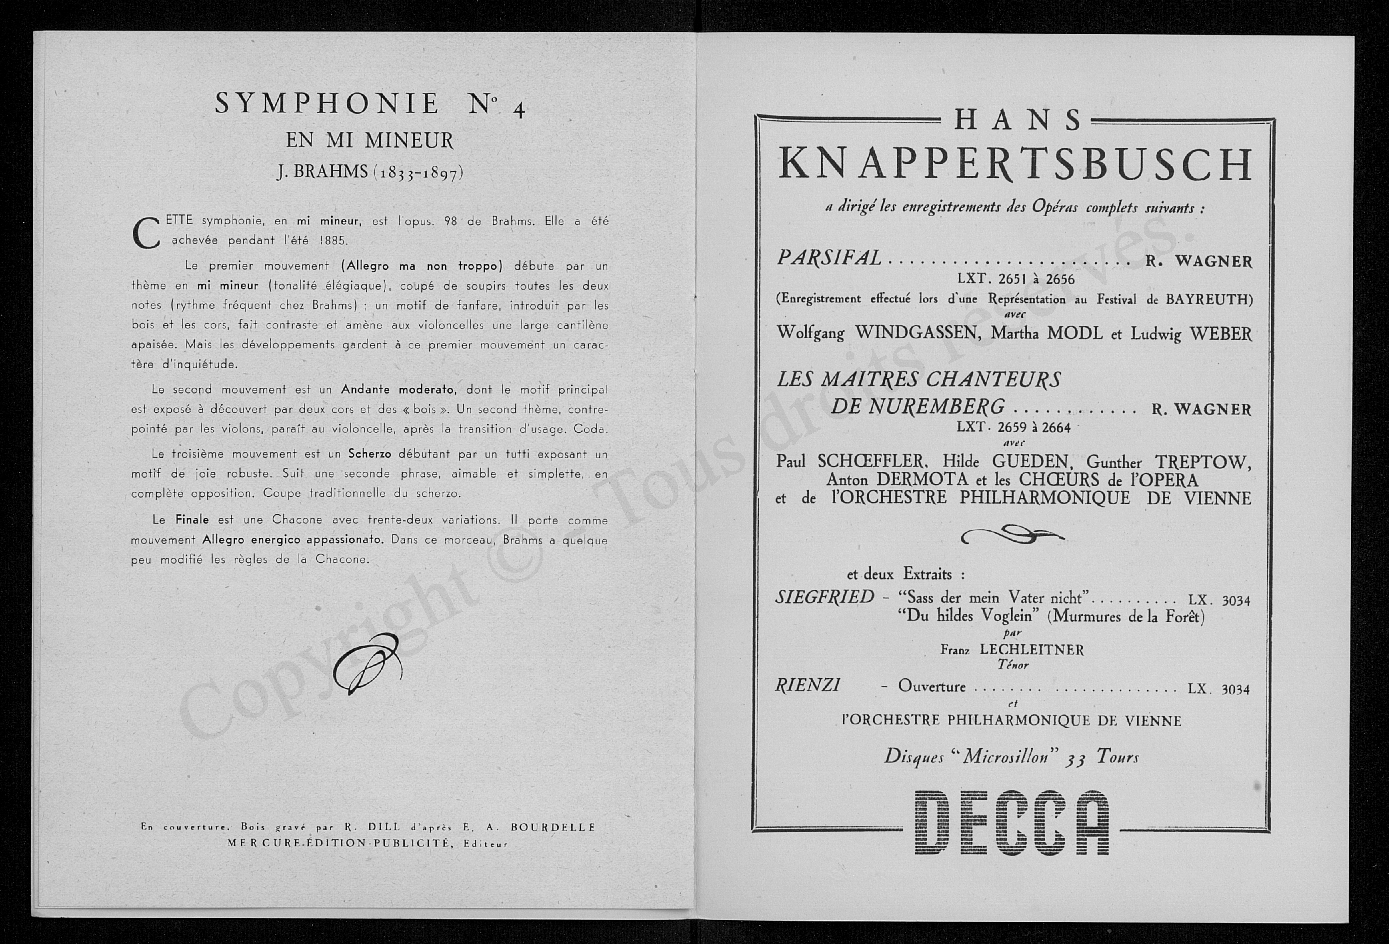 SYMPHONIE Nº 4
EN MI MINEUR
J. BRAHMS (1833-1897)
CETTE symphonie, en mi mineur, est l'opus. 98 de Brahms. Elle a été
achevée pendant l'été 1885.
Le premier mouvement (Allegro ma non troppo) débute par un
thème en mi mineur (tonalité élégiaque), coupé de soupirs toutes les deux
notes (rythme fréquent chez Brahms) ; un motif de fanfare, introduit par les
bois et les cors, fait contraste et amène aux violoncelles une large cantilène
apaisée. Mais les développements gardent à ce premier mouvement un carac-
tère d'inquiétude.
Le second mouvement est un Andante moderato, dont le motif principal
est exposé à découvert par deux cors et des « bois ». Un second thème, contre-
pointé par les violons, paraît au violoncelle, après la transition d'usage. Coda.
Le troisième mouvement est un Scherzo débutant par un tutti exposant un
motif de joie robuste. Suit une seconde phrase, aimable et simplette, en
complète opposition. Coupe traditionnelle du scherzo.
Le Finale est une Chacone avec trente-deux variations. Il porte comme
mouvement Allegro energico appassionato. Dans ce morceau, Brahms a quelque
peu modifié les règles de la Chacone.
En couverture. Bois gravé par R. DILL d'après E. A. BOURDELLE
MERCURE-ÉDITION-PUBLICITÉ, Editeur
HANS
KNAPPERTSBUSCH
a dirigé les enregistrements des Opéras complets suivants :
PARSIFAL ........................ R. WAGNER
LXT. 2651 à 2656
(Enregistrement effectué lors d'une Représentation au Festival de BAYREUTH)
avec
Wolfgang WINDGASSEN, Martha MODL et Ludwig WEBER
LES MAITRES CHANTEURS
DE NUREMBERG ............ R. WAGNER
LXT. 2659 à 2664
avec
Paul SCHŒFFLER, Hilde GUEDEN, Gunther TREPTOW,
Anton DERMOTA et les CHŒURS de l'OPERA
et de l'ORCHESTRE PHILHARMONIQUE DE VIENNE
et deux Extraits :
SIEGFRIED - "Sass der mein Vater nicht".......... LX. 3034
"Du hildes Voglein" (Murmures de la Forêt)
par
Franz LECHLEITNER
Ténor
RIENZI - Ouverture ........ .............. LX. 3034
et
l'ORCHESTRE PHILHARMONIQUE DE VIENNE
Disques "Microsillon" 33 Tours
DECCA
Copyright © - Tous droits réservés.